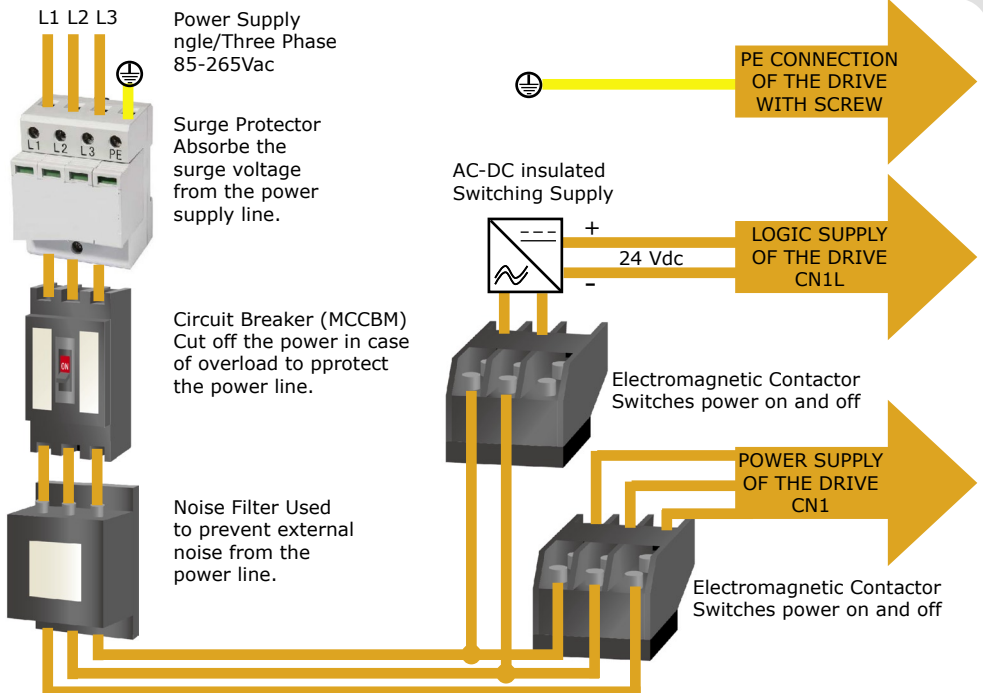 L1 L2 L3
Power Supply
ngle/Three Phase
85-265Vac
L1 L2 L3 PE
Surge Protector
Absorbe the
surge voltage
from the power
supply line.
ON
Circuit Breaker (MCCBM)
Cut off the power in case
of overload to pprotect
the power line.
Noise Filter Used
to prevent external
noise from the
power line.
PE CONNECTION
OF THE DRIVE
WITH SCREW
AC-DC insulated
Switching Supply
+
24 Vdc
-
LOGIC SUPPLY
OF THE DRIVE
CN1L
Electromagnetic Contactor
Switches power on and off
POWER SUPPLY
OF THE DRIVE
CN1
Electromagnetic Contactor
Switches power on and off